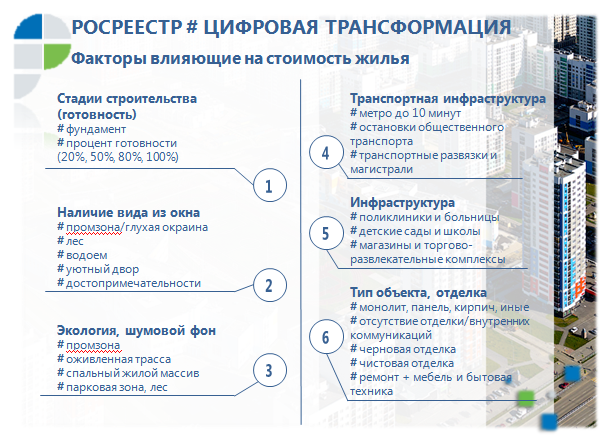 РОСРЕЕСТР # ЦИФРОВАЯ ТРАНСФОРМАЦИЯ
Факторы влияющие на стоимость жилья
Стадии строительства
(готовность)
# фундамент
# процент готовности
(20%, 50%, 80%, 100%)
1
Наличие вида из окна
# промзона/глухая окраина
# лес
# водоем
# уютный двор
# достопримечательности
2
Экология, шумовой фон
# промзона
# оживленная трасса
# спальный жилой массив
# парковая зона, лес
3
Транспортная инфраструктура
# метро до 10 минут
# остановки общественного
транспорта
# транспортные развязки и
магистрали
4
Инфраструктура
# поликлиники и больницы
# детские сады и школы
# магазины и торгово-
развлекательные комплексы
5
Тип объекта, отделка
# монолит, панель, кирпич, иные
# отсутствие отделки/внутренних
коммуникаций
# черновая отделка
# чистовая отделка
# ремонт + мебель и бытовая
техника
6